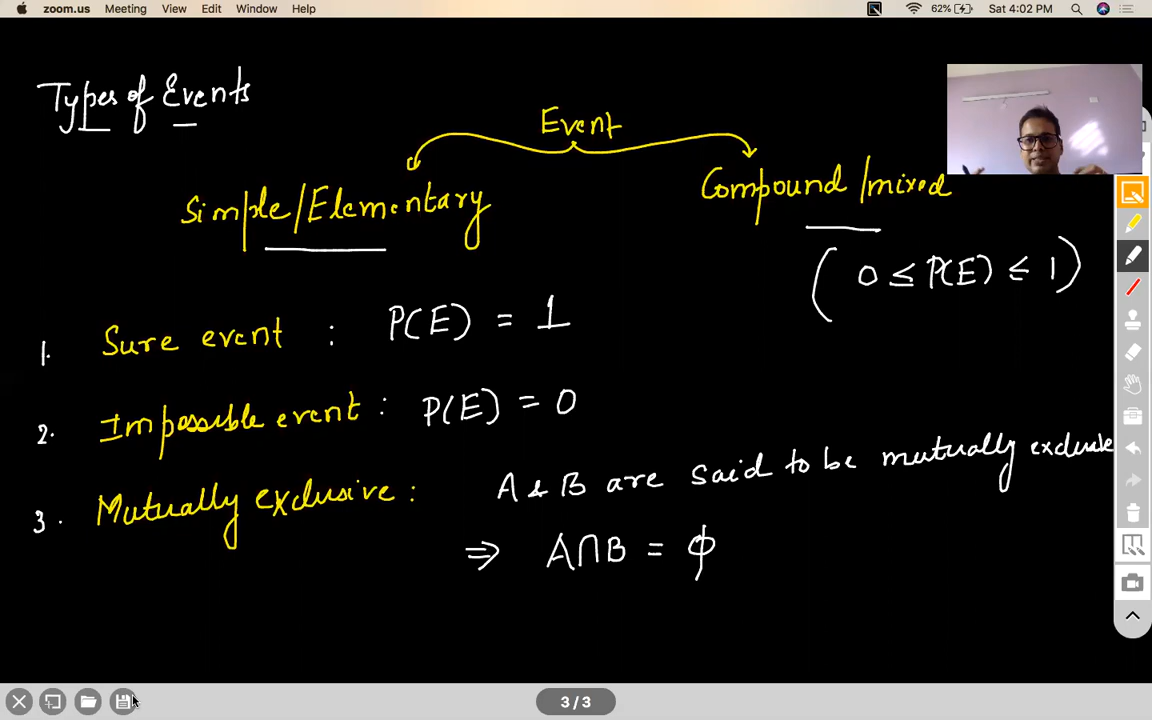 zoom.us Meeting View Edit Window Help 62% Sat 4:02 PM
Types of Events
Event
Simple/Elementary
Compound/mixed
(0 ≤ P(E) ≤ 1)
1. Sure event : P(E) = 1
2. Impossible event : P(E) = 0
3. Mutually exclusive : A & B are said to be mutually exclusive
⇒ A∩B = ϕ
3/3